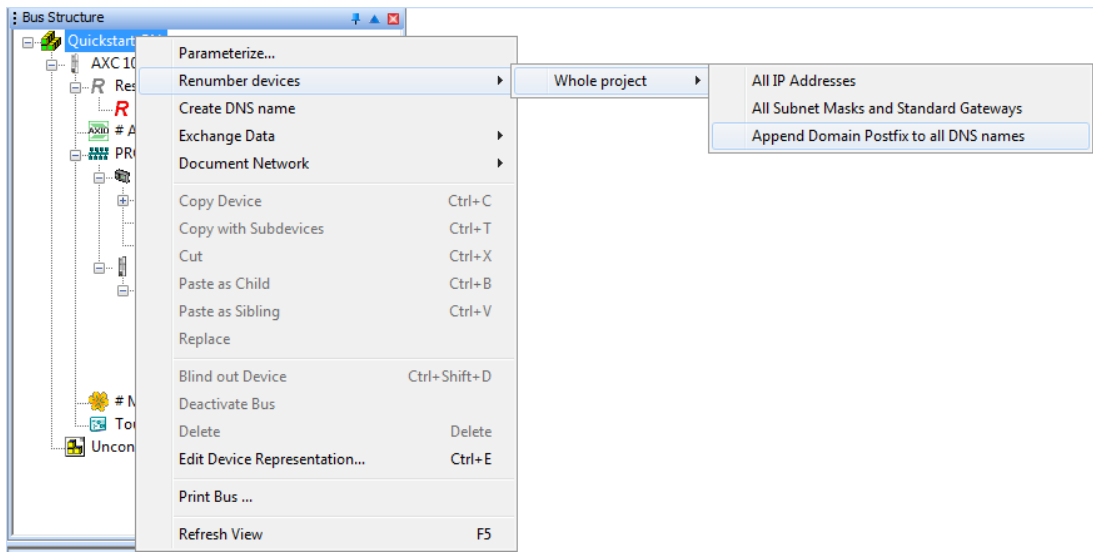 Bus Structure
Quickstart
AXC 10
Parameterize...
Renumber devices
Whole project
All IP Addresses
R Res
Create DNS name
All Subnet Masks and Standard Gateways
R
Exchange Data
Append Domain Postfix to all DNS names
AXIO # A
Document Network
PR
Copy Device Ctrl+C
Copy with Subdevices Ctrl+T
Cut Ctrl+X
Paste as Child Ctrl+B
Paste as Sibling Ctrl+V
Replace
Blind out Device Ctrl+Shift+D
# N
Deactivate Bus
Tou
Delete Delete
Uncon
Edit Device Representation... Ctrl+E
Print Bus ...
Refresh View F5